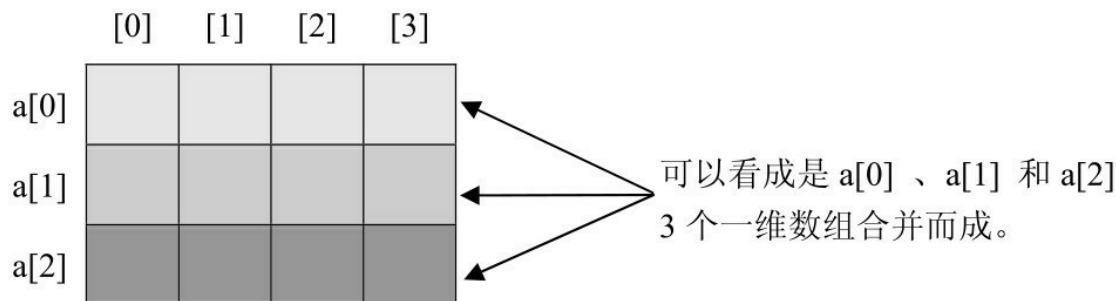 [0] [1] [2] [3]
a[0]
a[1]
a[2]
可以看成是 a[0] 、a[1] 和 a[2]
3 个一维数组合并而成。